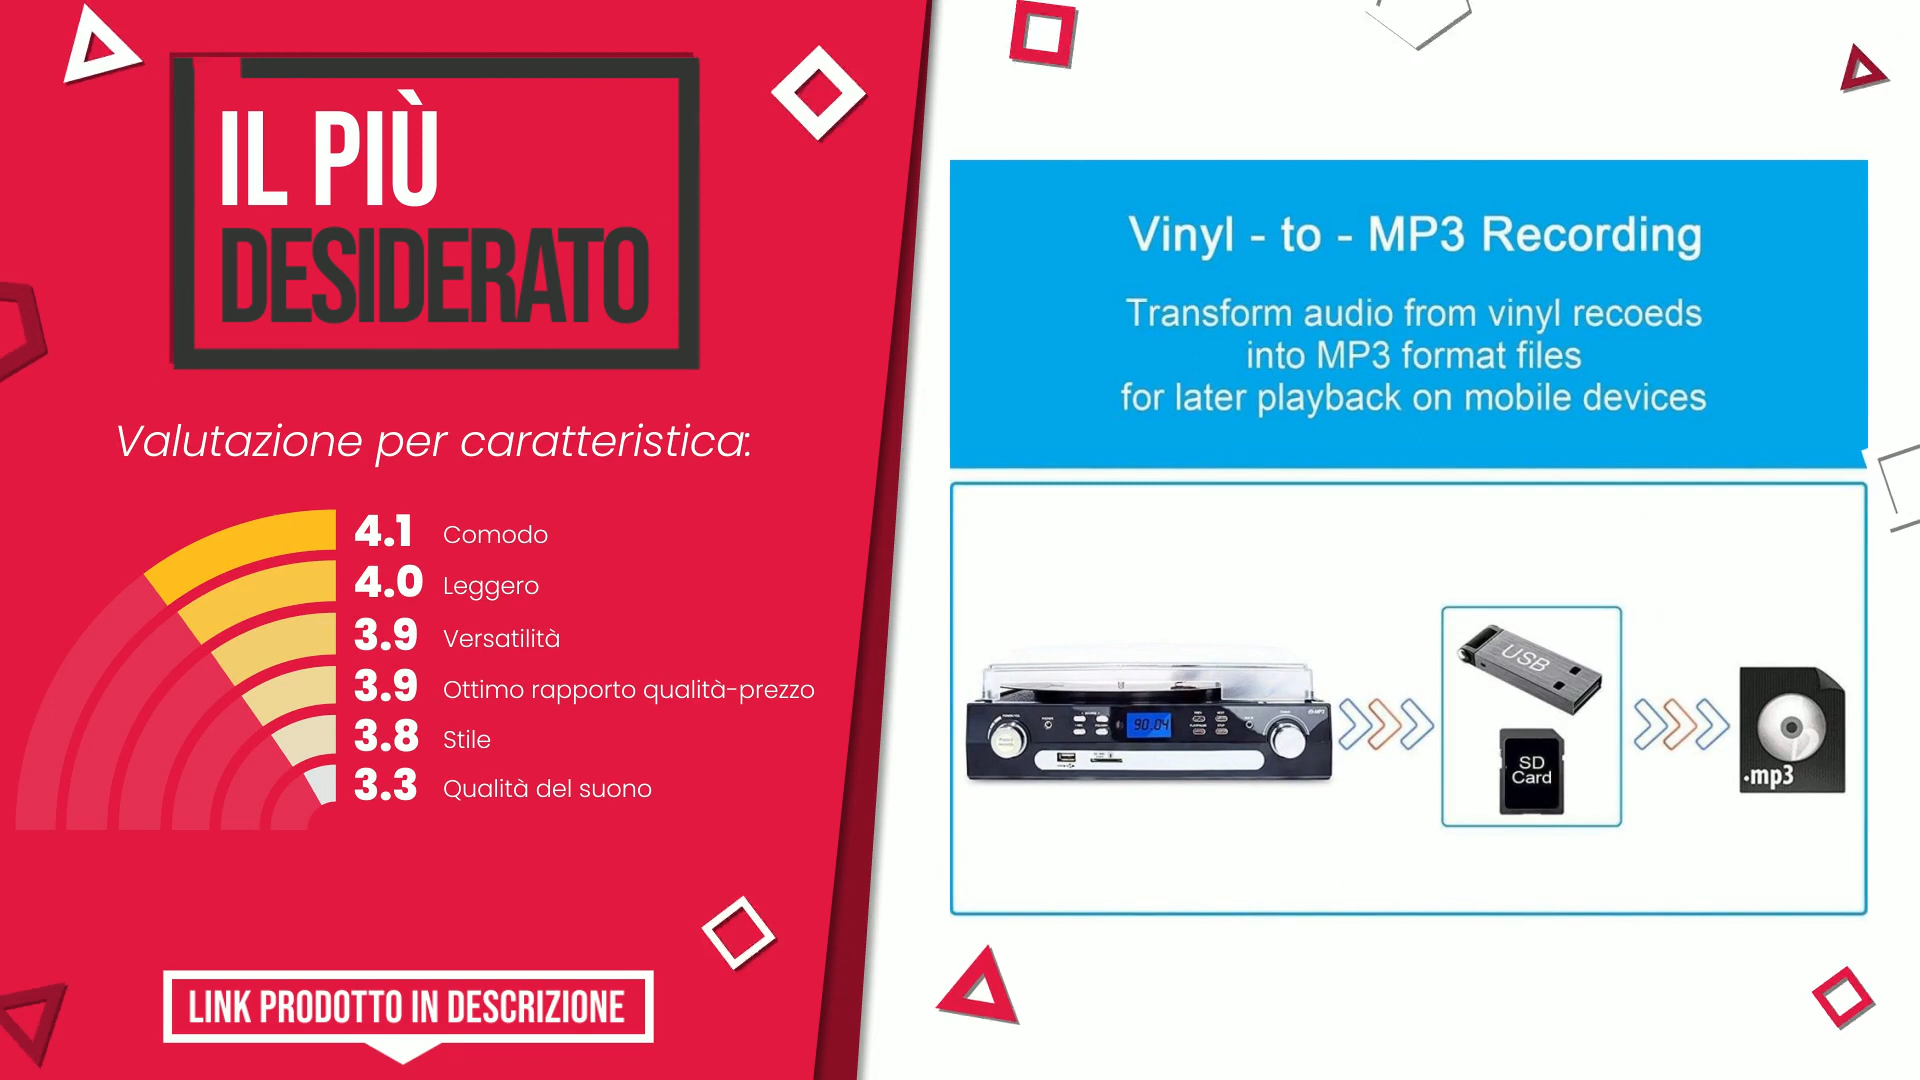 IL PIÙ
DESIDERATO
Valutazione per caratteristica:
4.1 Comodo
4.0 Leggero
3.9 Versatilità
3.9 Ottimo rapporto qualità-prezzo
3.8 Stile
3.3 Qualità del suono
LINK PRODOTTO IN DESCRIZIONE
Vinyl - to - MP3 Recording
Transform audio from vinyl recoeds
into MP3 format files
for later playback on mobile devices
90.04
USB
SD
Card
.mp3